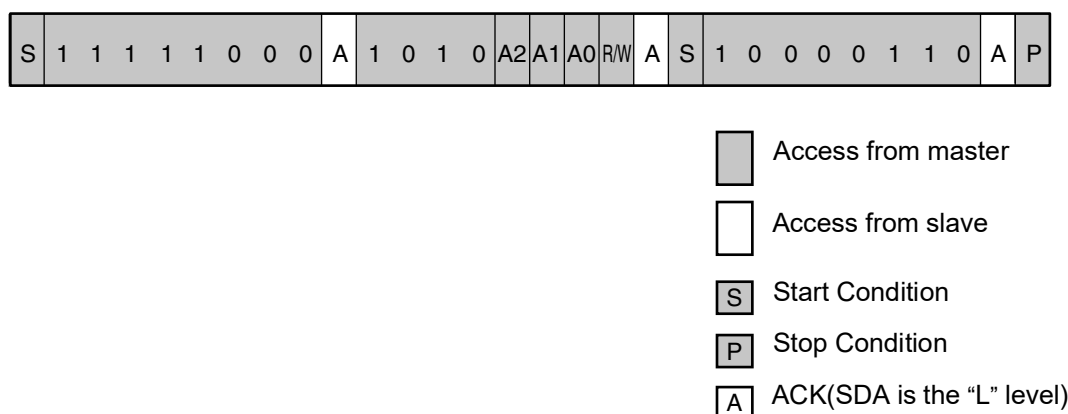 S 1 1 1 1 1 0 0 0 A 1 0 1 0 A2 A1 A0 R/W A S 1 0 0 0 0 1 1 0 A P
Access from master
Access from slave
S Start Condition
P Stop Condition
A ACK(SDA is the “L” level)